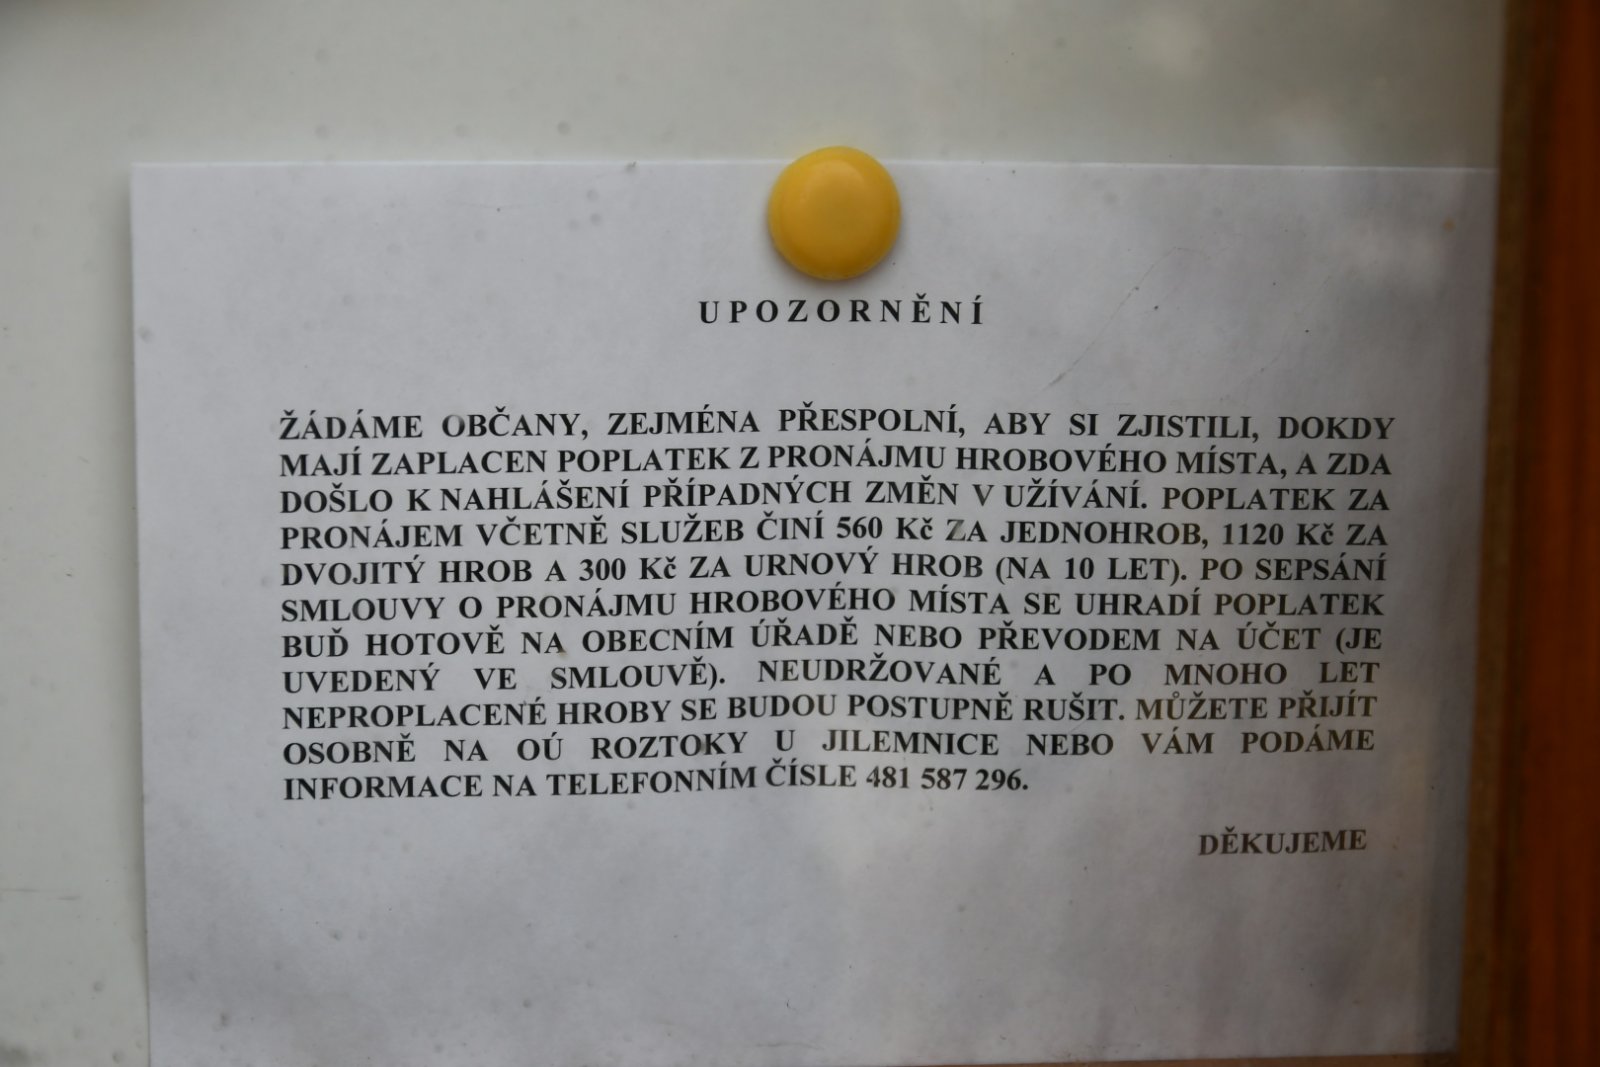 UPOZORNĚNÍ
ŽÁDÁME OBČANY, ZEJMÉNA PŘESPOLNÍ, ABY SI ZJISTILI, DOKDY
MAJÍ ZAPLACEN POPLATEK Z PRONÁJMU HROBOVÉHO MÍSTA, A ZDA
DOŠLO K NAHLÁŠENÍ PŘÍPADNÝCH ZMĚN V UŽÍVÁNÍ. POPLATEK ZA
PRONÁJEM VČETNĚ SLUŽEB ČINÍ 560 Kč ZA JEDNOHROB, 1120 Kč ZA
DVOJITÝ HROB A 300 Kč ZA URNOVÝ HROB (NA 10 LET). PO SEPSÁNÍ
SMLOUVY O PRONÁJMU HROBOVÉHO MÍSTA SE UHRADÍ POPLATEK
BUĎ HOTOVĚ NA OBECNÍM ÚŘADĚ NEBO PŘEVODEM NA ÚČET (JE
UVEDENÝ VE SMLOUVĚ). NEUDRŽOVANÉ A PO MNOHO LET
NEPROPLACENÉ HROBY SE BUDOU POSTUPNĚ RUŠIT. MŮŽETE PŘIJÍT
OSOBNĚ NA OÚ ROZTOKY U JILEMNICE NEBO VÁM PODÁME
INFORMACE NA TELEFONNÍM ČÍSLE 481 587 296.
DĚKUJEME